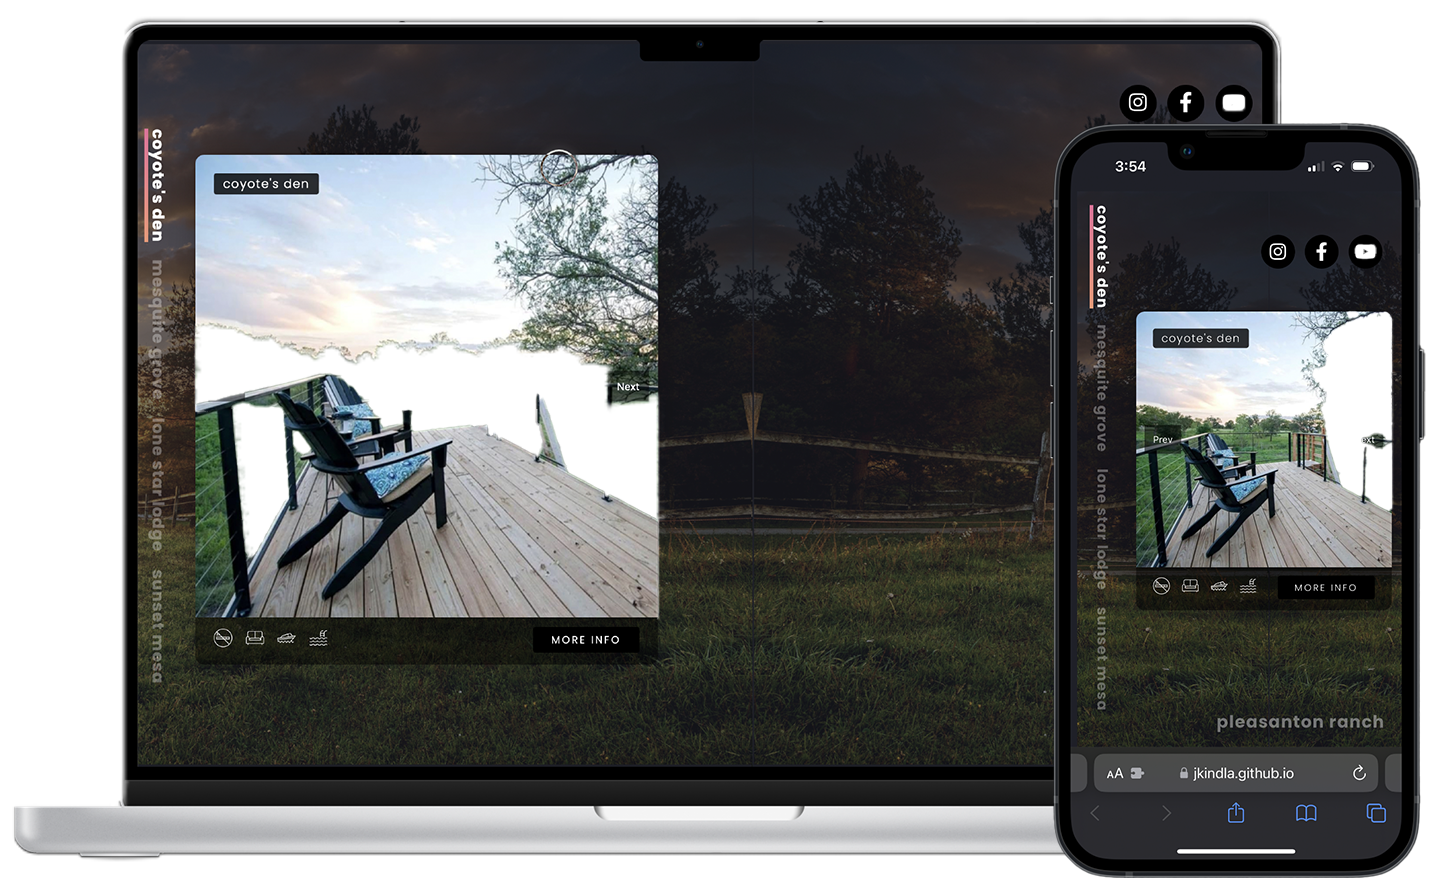 coyote's den
mesquite grove
lone star lodge
sunset mesa
coyote's den
Next
MORE INFO
3:54
coyote's den
mesquite grove
lone star lodge
sunset mesa
coyote's den
Prev
ext
MORE INFO
pleasanton ranch
AA
jkindla.github.io